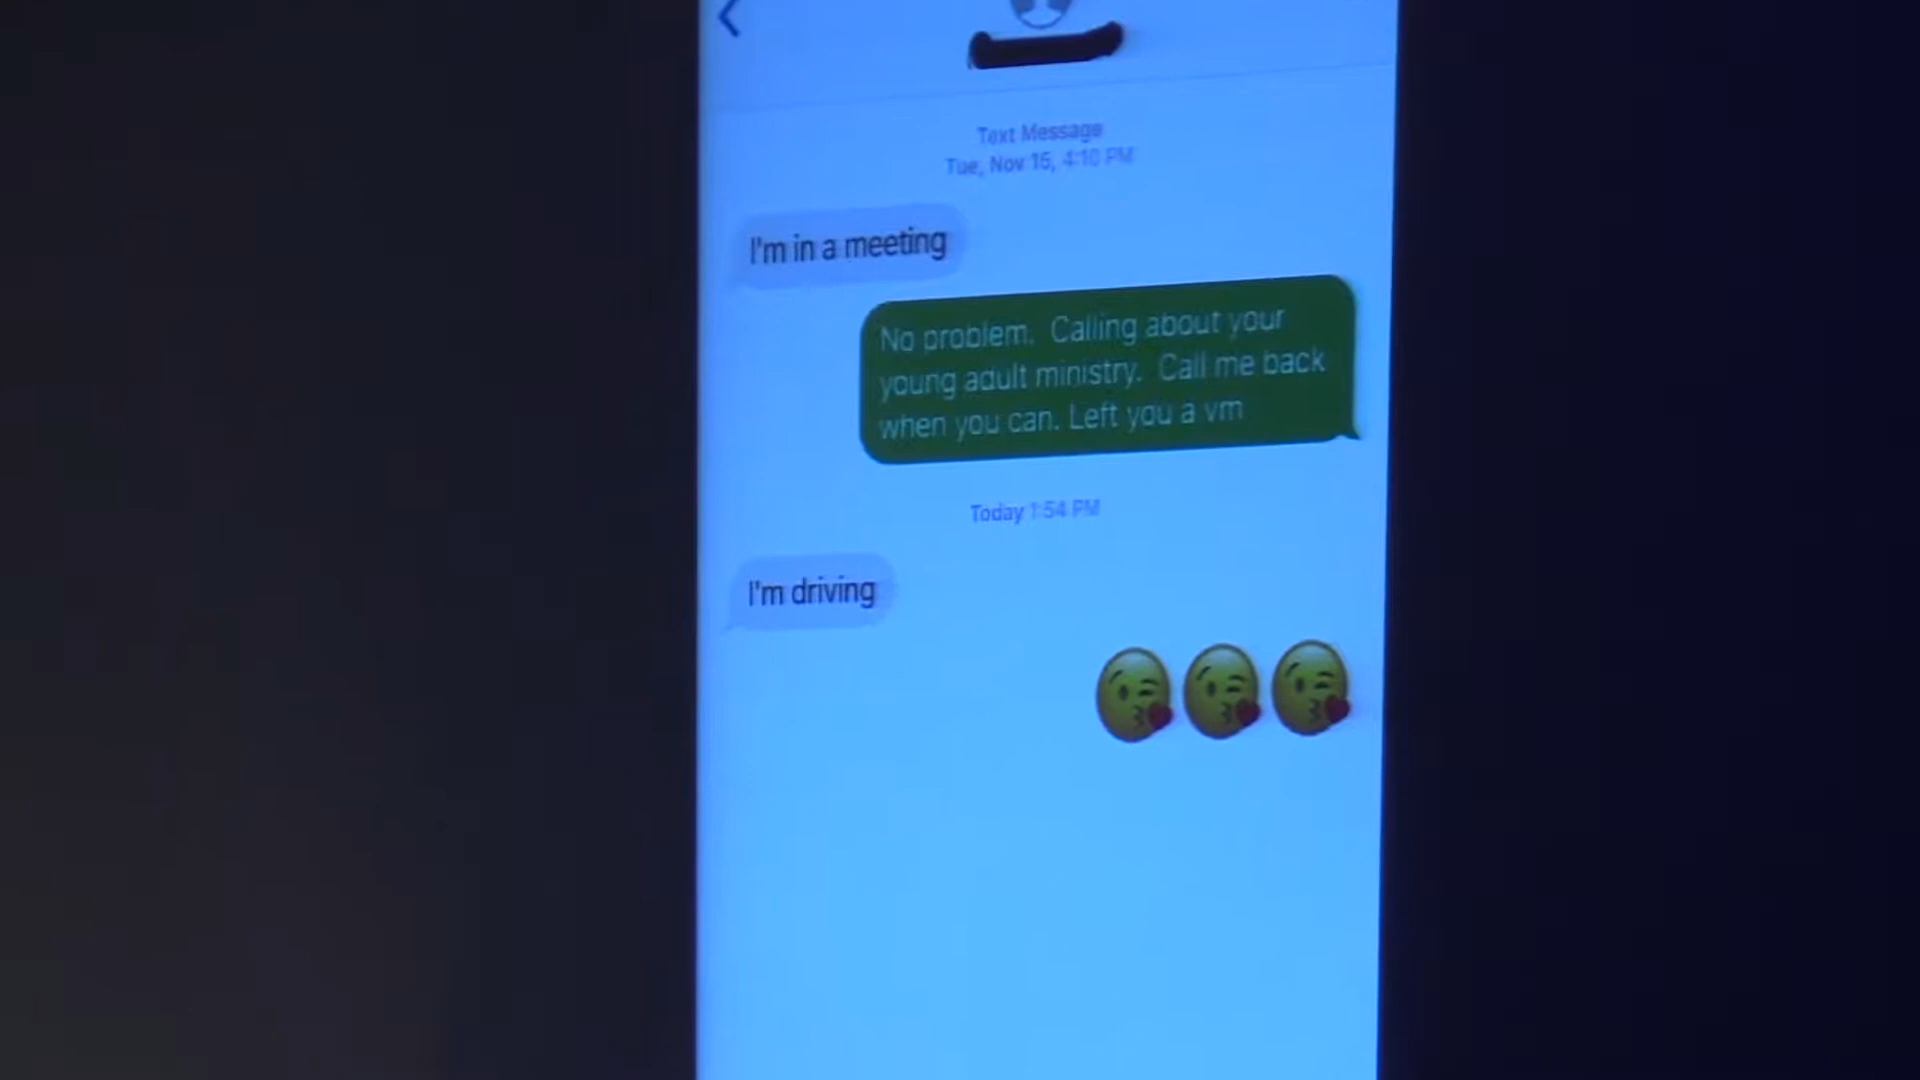 Text Message
Tue, Nov 15, 4:18 PM
I'm in a meeting
No problem.  Calling about your
young adult ministry.  Call me back
when you can. Left you a vm
Today 1:54 PM
I'm driving
😘😘😘